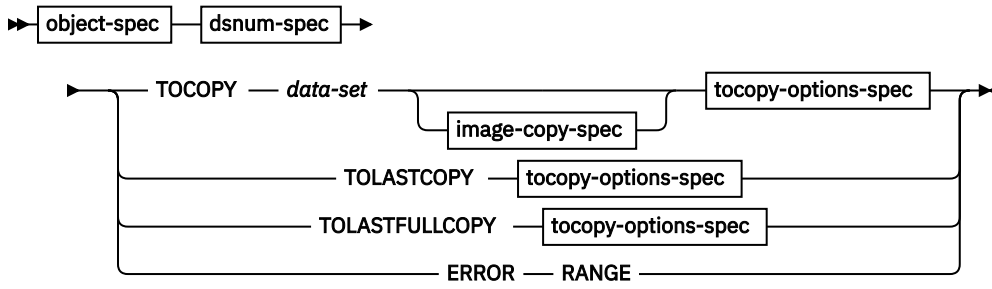 object-spec dsnum-spec
TOCOPY data-set tocopy-options-spec
image-copy-spec
TOLASTCOPY tocopy-options-spec
TOLASTFULLCOPY tocopy-options-spec
ERROR RANGE